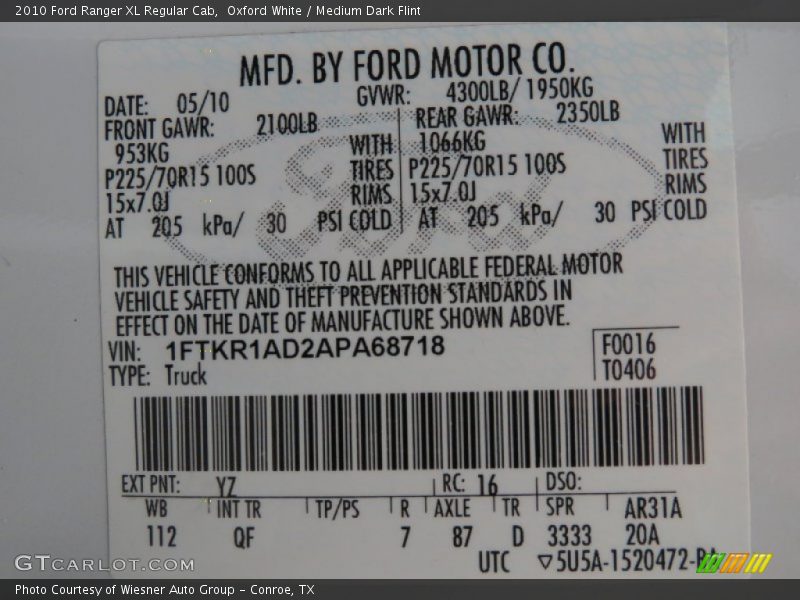 2010 Ford Ranger XL Regular Cab,  Oxford White / Medium Dark Flint
MFD. BY FORD MOTOR CO.
DATE: 05/10 GVWR: 4300LB/ 1950KG
FRONT GAWR: 2100LB REAR GAWR: 2350LB
953KG WITH 1066KG WITH
P225/70R15 100S TIRES P225/70R15 100S TIRES
15x7.0J RIMS 15x7.0J RIMS
AT 205 kPa/ 30 PSI COLD AT 205 kPa/ 30 PSI COLD
Ford
THIS VEHICLE CONFORMS TO ALL APPLICABLE FEDERAL MOTOR
VEHICLE SAFETY AND THEFT PREVENTION STANDARDS IN
EFFECT ON THE DATE OF MANUFACTURE SHOWN ABOVE.
VIN: 1FTKR1AD2APA68718 F0016
TYPE: Truck T0406
EXT PNT: YZ RC: 16 DSO:
WB INT TR TP/PS R AXLE TR SPR AR31A
112 QF 7 87 D 3333 20A
UTC ▽5U5A-1520472-
GTCarLot.com
Photo Courtesy of Wiesner Auto Group – Conroe, TX